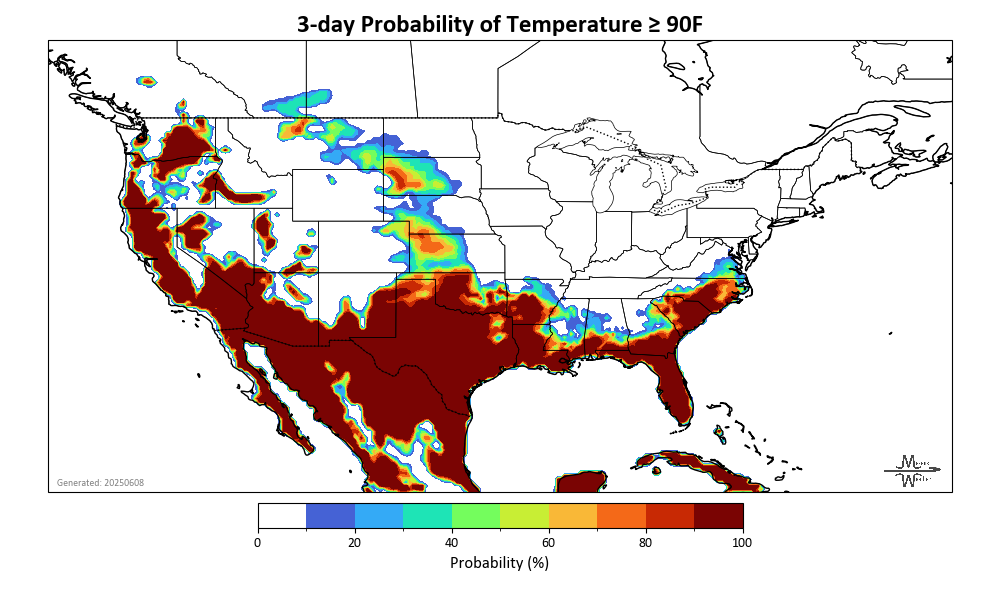 3-day Probability of Temperature ≥ 90F
Generated: 20250608
0 20 40 60 80 100
Probability (%)